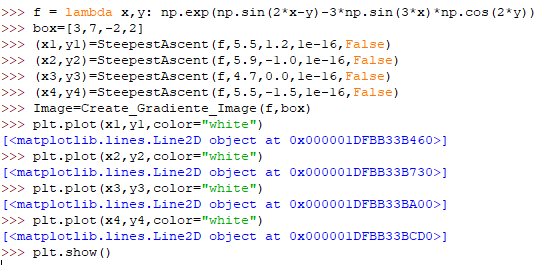 >>> f = lambda x,y: np.exp(np.sin(2*x-y)-3*np.sin(3*x)*np.cos(2*y))
>>> box=[3,7,-2,2]
>>> (x1,y1)=SteepestAscent(f,5.5,1.2,1e-16,False)
>>> (x2,y2)=SteepestAscent(f,5.9,-1.0,1e-16,False)
>>> (x3,y3)=SteepestAscent(f,4.7,0.0,1e-16,False)
>>> (x4,y4)=SteepestAscent(f,5.5,-1.5,1e-16,False)
>>> Image=Create_Gradiente_Image(f,box)
>>> plt.plot(x1,y1,color="white")
[<matplotlib.lines.Line2D object at 0x000001DFBB33B460>]
>>> plt.plot(x2,y2,color="white")
[<matplotlib.lines.Line2D object at 0x000001DFBB33B730>]
>>> plt.plot(x3,y3,color="white")
[<matplotlib.lines.Line2D object at 0x000001DFBB33BA00>]
>>> plt.plot(x4,y4,color="white")
[<matplotlib.lines.Line2D object at 0x000001DFBB33BCD0>]
>>> plt.show()